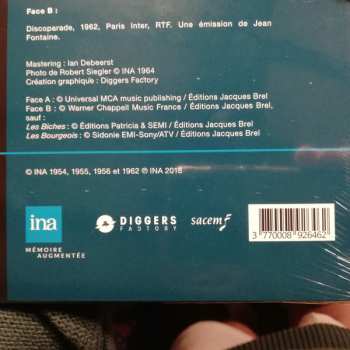 Face B :
Discoparade, 1962, Paris Inter, RTF. Une émission de Jean
Fontaine.
Mastering : Ian Debeerst
Photo de Robert Siegler © INA 1964
Création graphique : Diggers Factory
Face A : © Universal MCA music publishing / Éditions Jacques Brel
Face B : © Warner Chappell Music France / Éditions Jacques Brel,
sauf :
Les Biches : © Éditions Patricia & SEMI / Éditions Jacques Brel
Les Bourgeois : © Sidonie EMI-Sony/ATV / Éditions Jacques Brel
© INA 1954, 1955, 1956 et 1962 ℗ INA 2018
ina
MÉMOIRE
AUGMENTÉE
DIGGERS
FACTORY
sacem
3 770008 926462